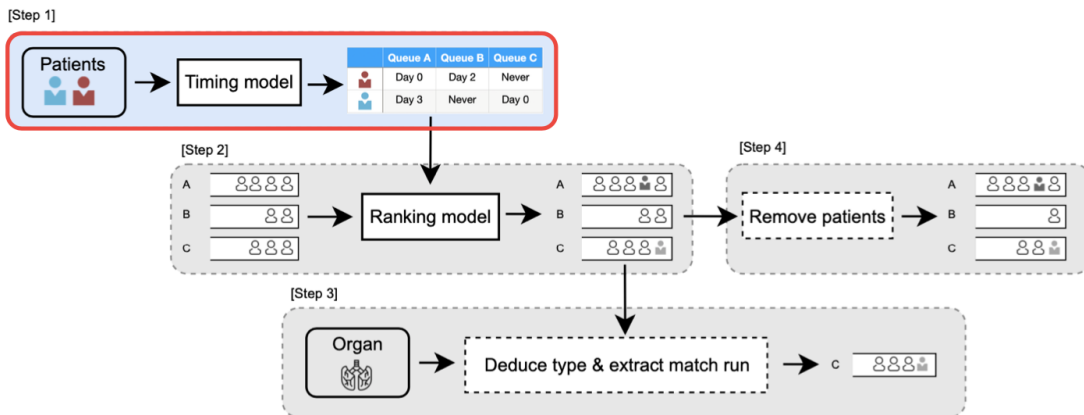 [Step 1]
Patients
Timing model
Queue A Queue B Queue C
Day 0 Day 2 Never
Day 3 Never Day 0
[Step 2]
A
B
C
Ranking model
A
B
C
[Step 4]
Remove patients
A
B
C
[Step 3]
Organ
Deduce type & extract match run
C